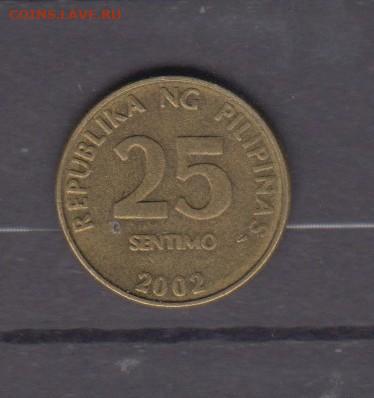 COINS.LAVE.RU
REPUBLIKA NG PILIPINAS
25
SENTIMO
2002